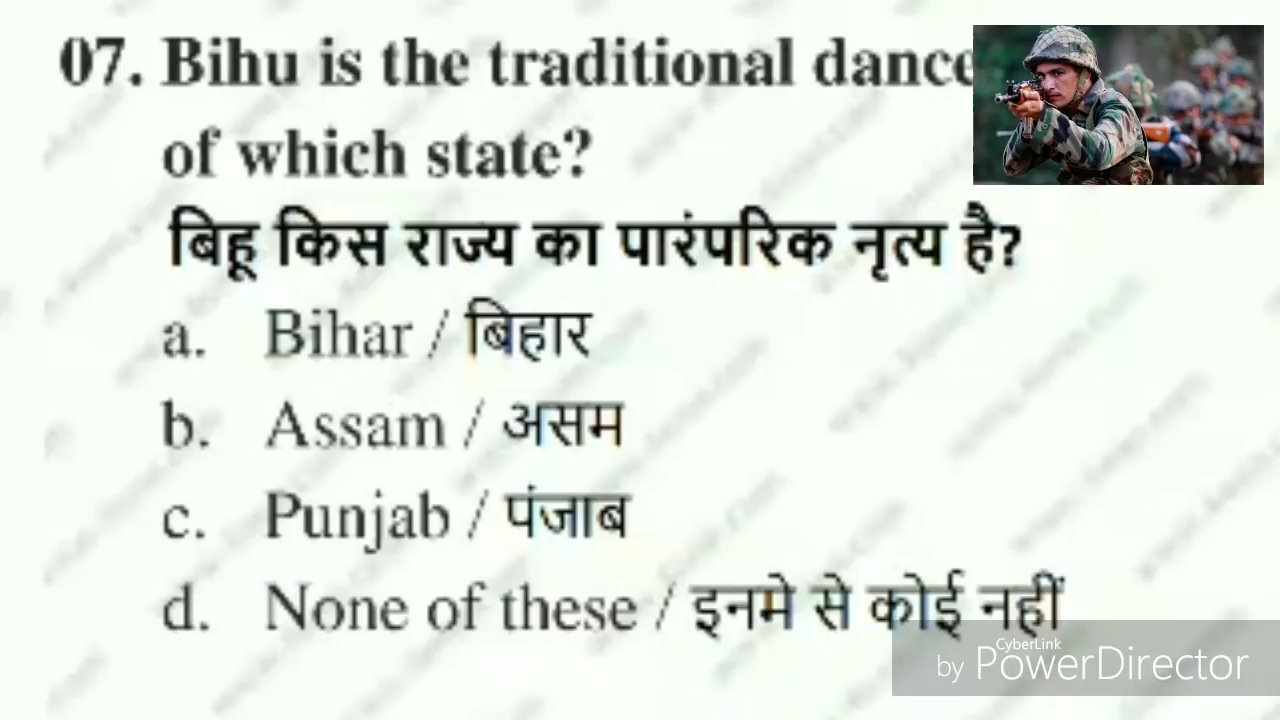 07. Bihu is the traditional dance
of which state?
बिहू किस राज्य का पारंपरिक नृत्य है?
a. Bihar / बिहार
b. Assam / असम
c. Punjab / पंजाब
d. None of these / इनमे से कोई नहीं
CyberLink
by PowerDirector